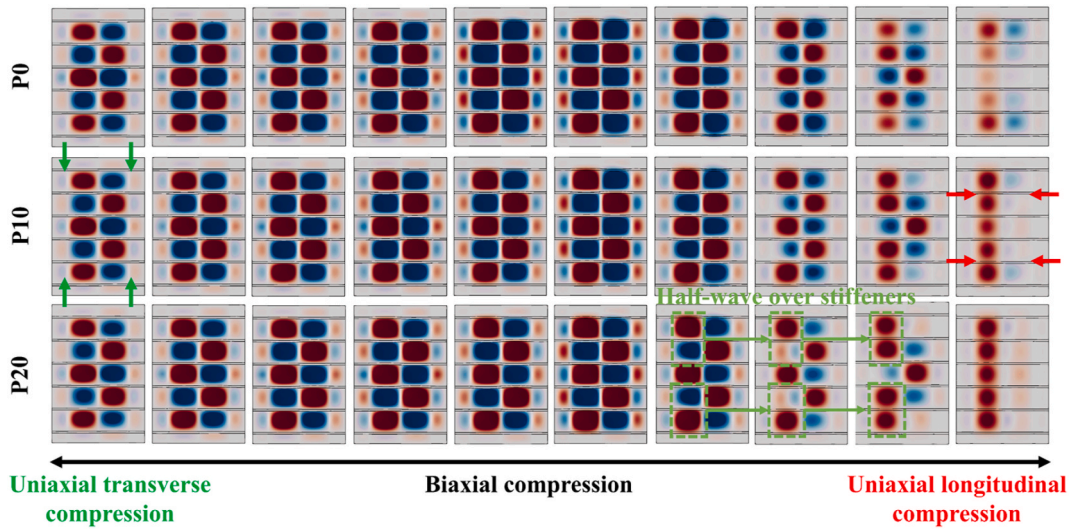 P0
P10
P20
Half-wave over stiffeners
Uniaxial transverse
compression
Biaxial compression
Uniaxial longitudinal
compression